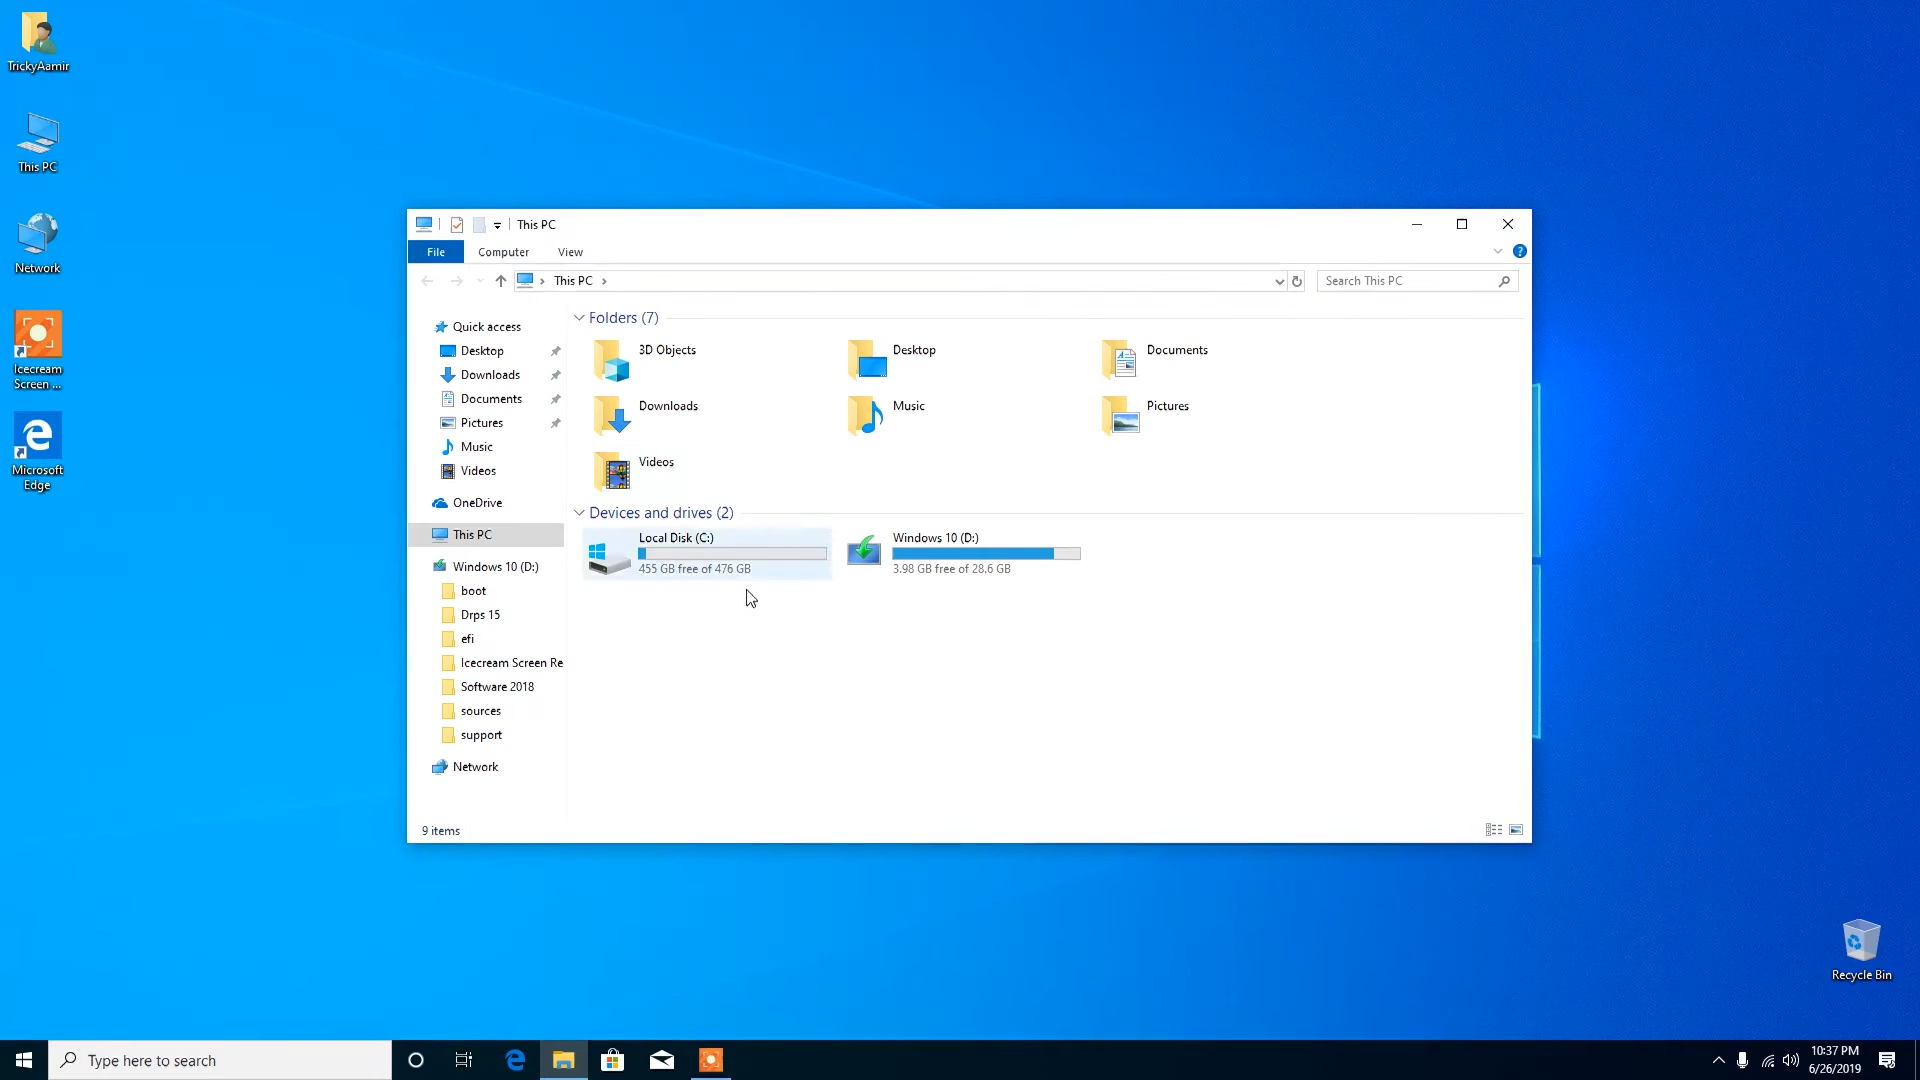 TrickyAamir
This PC
Network
Icecream
Screen ...
Microsoft
Edge
This PC
File
Computer
View
This PC
Search This PC
Quick access
Desktop
Downloads
Documents
Pictures
Music
Videos
OneDrive
This PC
Windows 10 (D:)
boot
Drps 15
efi
Icecream Screen Re
Software 2018
sources
support
Network
Folders (7)
3D Objects
Desktop
Documents
Downloads
Music
Pictures
Videos
Devices and drives (2)
Local Disk (C:)
455 GB free of 476 GB
Windows 10 (D:)
3.98 GB free of 28.6 GB
9 items
Recycle Bin
Type here to search
10:37 PM
6/26/2019